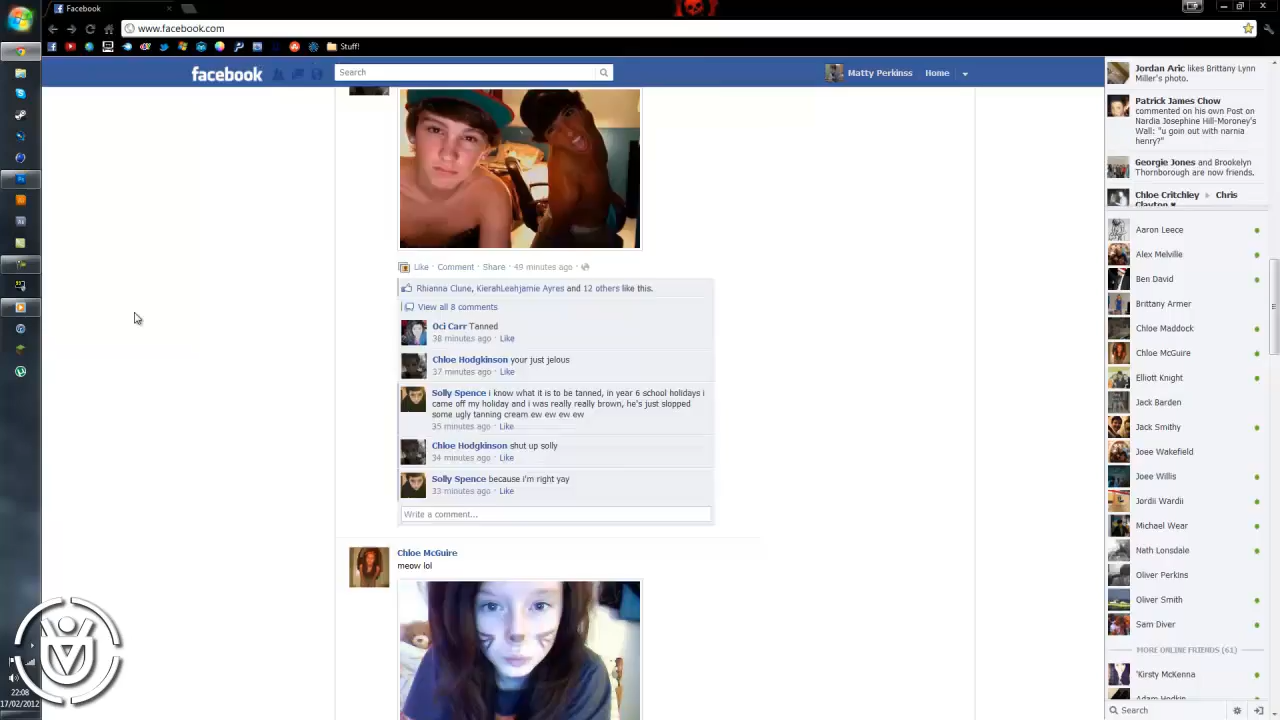 Facebook
www.facebook.com
Stuff!
facebook
Search
Matty Perkinss
Home
Jordan Aric likes Brittany Lynn
Miller's photo.
Patrick James Chow
commented on his own Post on
Nardia Josephine Hill-Moroney's
Wall: "u goin out with narnia
henry?"
Georgie Jones and Brookelyn
Thornborough are now friends.
Chloe Critchley ▸ Chris
Clayton ♥
Like · Comment · Share · 49 minutes ago ·
Rhianna Clune, KierahLeahjamie Ayres and 12 others like this.
View all 8 comments
Oci Carr Tanned
38 minutes ago · Like
Chloe Hodgkinson your just jelous
37 minutes ago · Like
Solly Spence i know what it is to be tanned, in year 6 school holidays i
came off my holiday and i was really really brown, he's just slopped
some ugly tanning cream ew ew ew ew
35 minutes ago · Like
Chloe Hodgkinson shut up solly
34 minutes ago · Like
Solly Spence because i'm right yay
33 minutes ago · Like
Write a comment...
Chloe McGuire
meow lol
Aaron Leece
Alex Melville
Ben David
Brittany Armer
Chloe Maddock
Chloe McGuire
Elliott Knight
Jack Barden
Jack Smithy
Joee Wakefield
Joee Willis
Jordii Wardii
Michael Wear
Nath Lonsdale
Oliver Perkins
Oliver Smith
Sam Diver
MORE ONLINE FRIENDS (61)
'Kirsty McKenna
Adam Hodkin
Search
22:08
17/02/2012